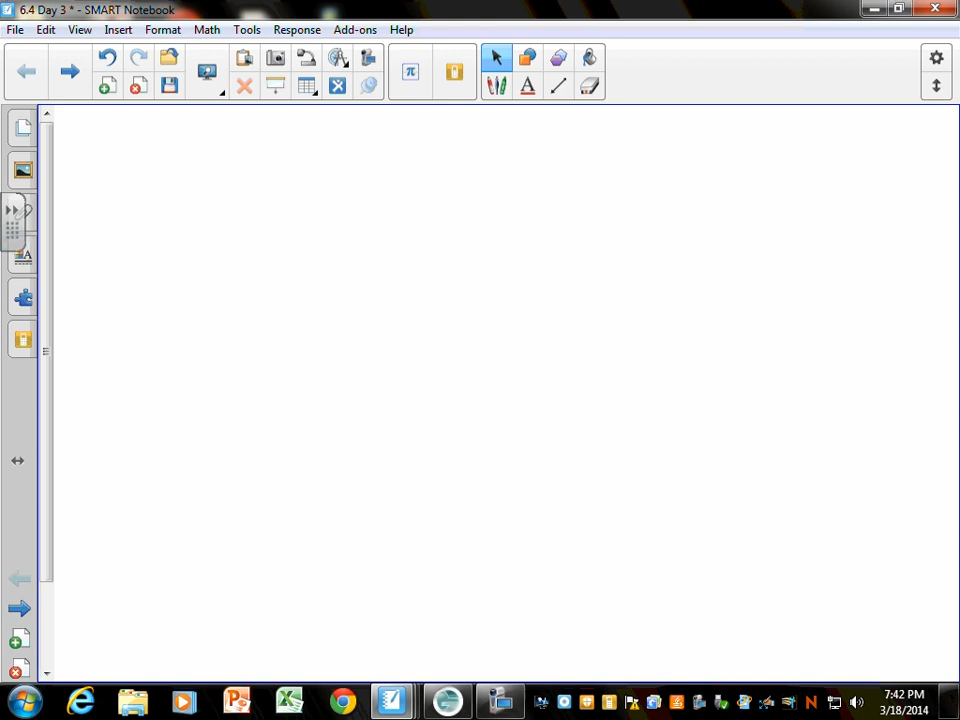 6.4 Day 3 * - SMART Notebook
File Edit View Insert Format Math Tools Response Add-ons Help
7:42 PM
3/18/2014